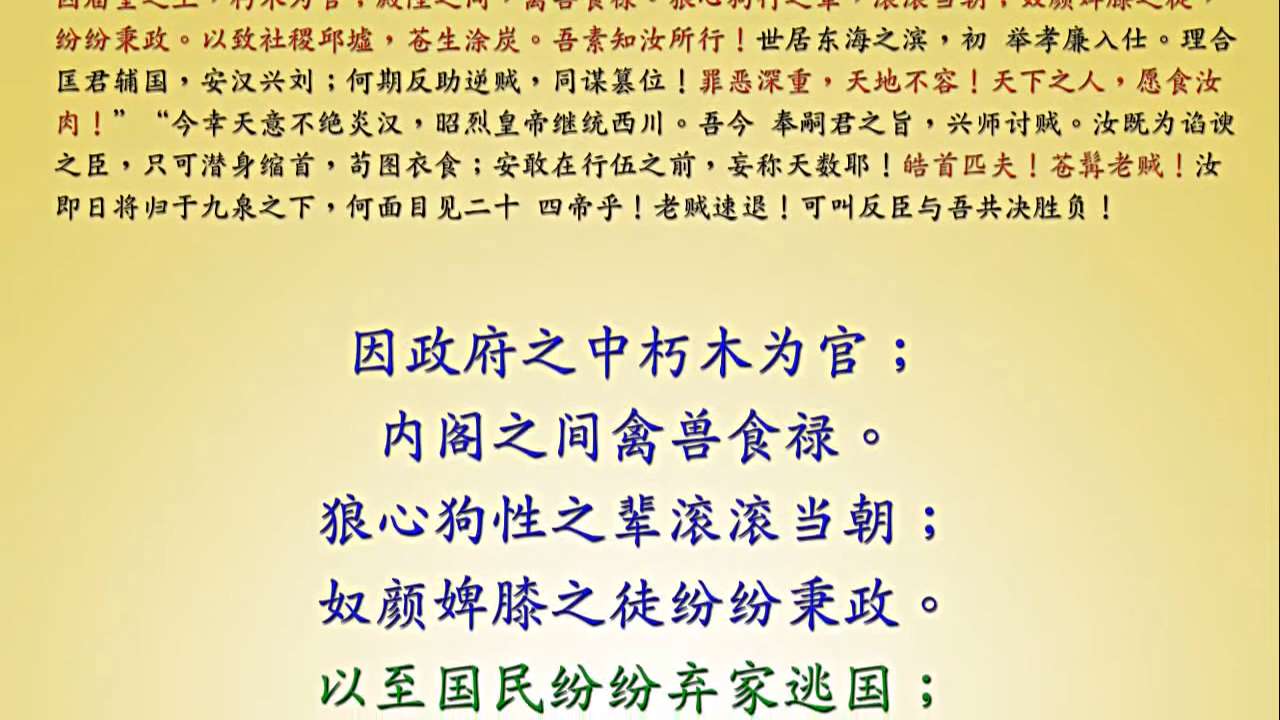 纷纷秉政。以致社稷邱墟，苍生涂炭。吾素知汝所行！世居东海之滨，初 举孝廉入仕。理合
匡君辅国，安汉兴刘；何期反助逆贼，同谋篡位！罪恶深重，天地不容！天下之人，愿食汝
肉！”“今幸天意不绝炎汉，昭烈皇帝继统西川。吾今 奉嗣君之旨，兴师讨贼。汝既为谄谀
之臣，只可潜身缩首，苟图衣食；安敢在行伍之前，妄称天数耶！皓首匹夫！苍髯老贼！汝
即日将归于九泉之下，何面目见二十 四帝乎！老贼速退！可叫反臣与吾共决胜负！
因政府之中朽木为官；
内阁之间禽兽食禄。
狼心狗性之辈滚滚当朝；
奴颜婢膝之徒纷纷秉政。
以至国民纷纷弃家逃国；